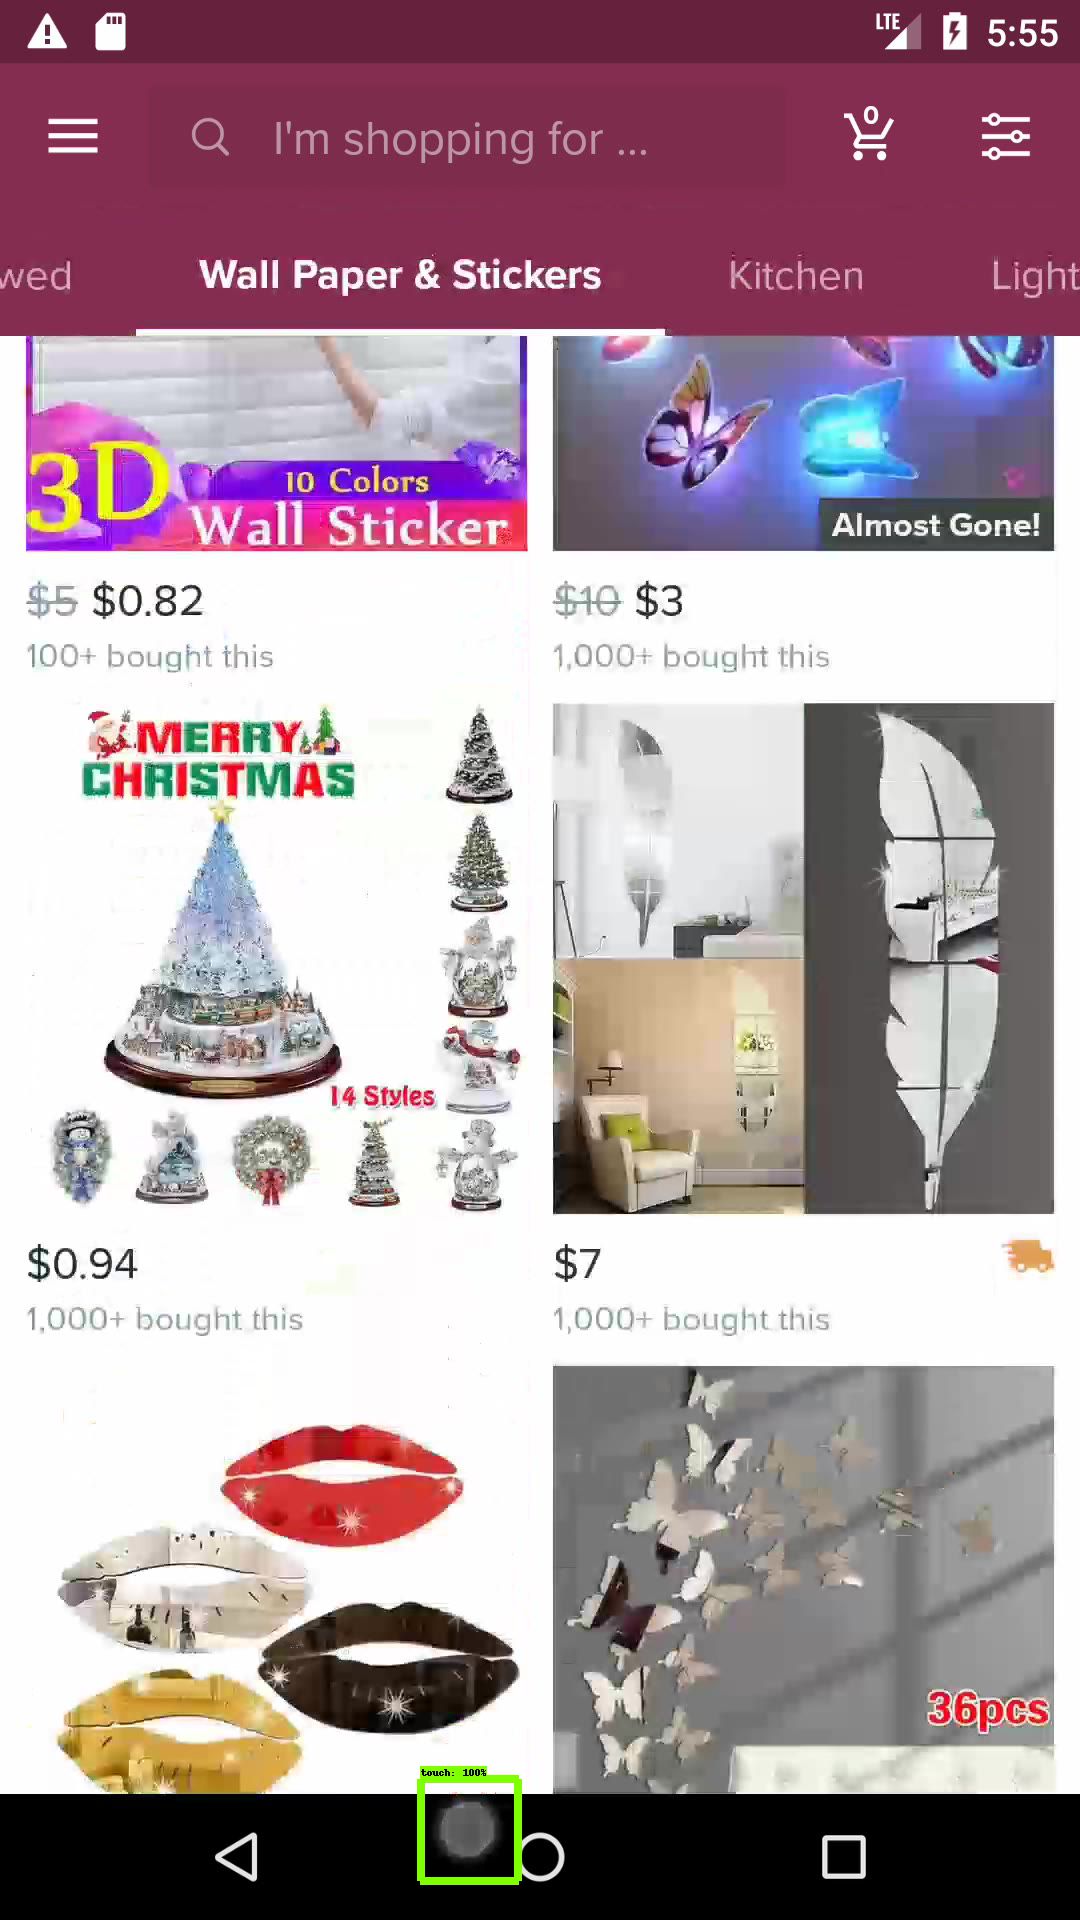 LTE 5:55
I'm shopping for ...
0
wed Wall Paper & Stickers Kitchen Light
3D
10 Colors
Wall Sticker
Almost Gone!
$5 $0.82
$10 $3
100+ bought this
1,000+ bought this
MERRY
CHRISTMAS
14 Styles
$0.94
$7
1,000+ bought this
1,000+ bought this
36pcs
touch: 100%